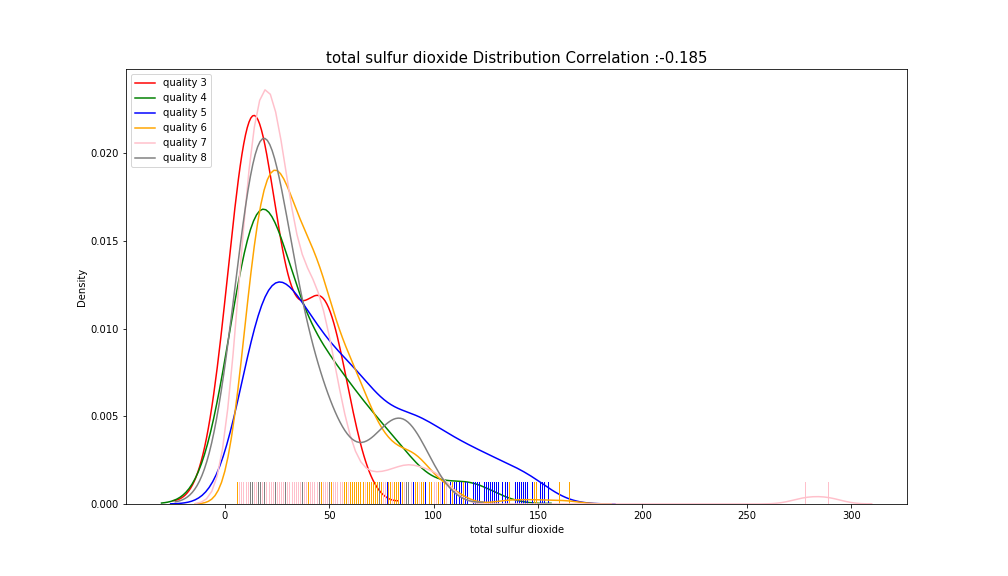 total sulfur dioxide Distribution Correlation :-0.185
quality 3
quality 4
quality 5
quality 6
quality 7
quality 8
0.020
0.015
0.010
0.005
0.000
Density
0 50 100 150 200 250 300
total sulfur dioxide